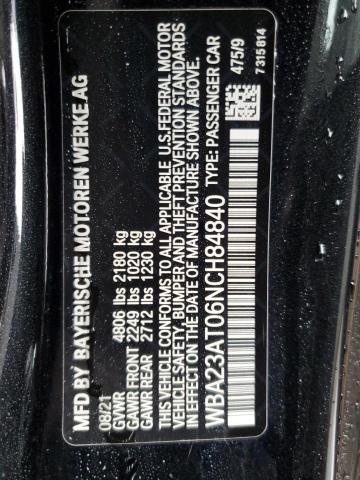 MFD BY BAYERISCHE MOTOREN WERKE AG
08/21
GVWR 4806 lbs 2180 kg
GAWR FRONT 2249 lbs 1020 kg
GAWR REAR 2712 lbs 1230 kg
THIS VEHICLE CONFORMS TO ALL APPLICABLE U.S.FEDERAL MOTOR
VEHICLE SAFETY, BUMPER AND THEFT PREVENTION STANDARDS
IN EFFECT ON THE DATE OF MANUFACTURE SHOWN ABOVE.
WBA23AT06NCH84840 TYPE: PASSENGER CAR
475/9
7315814